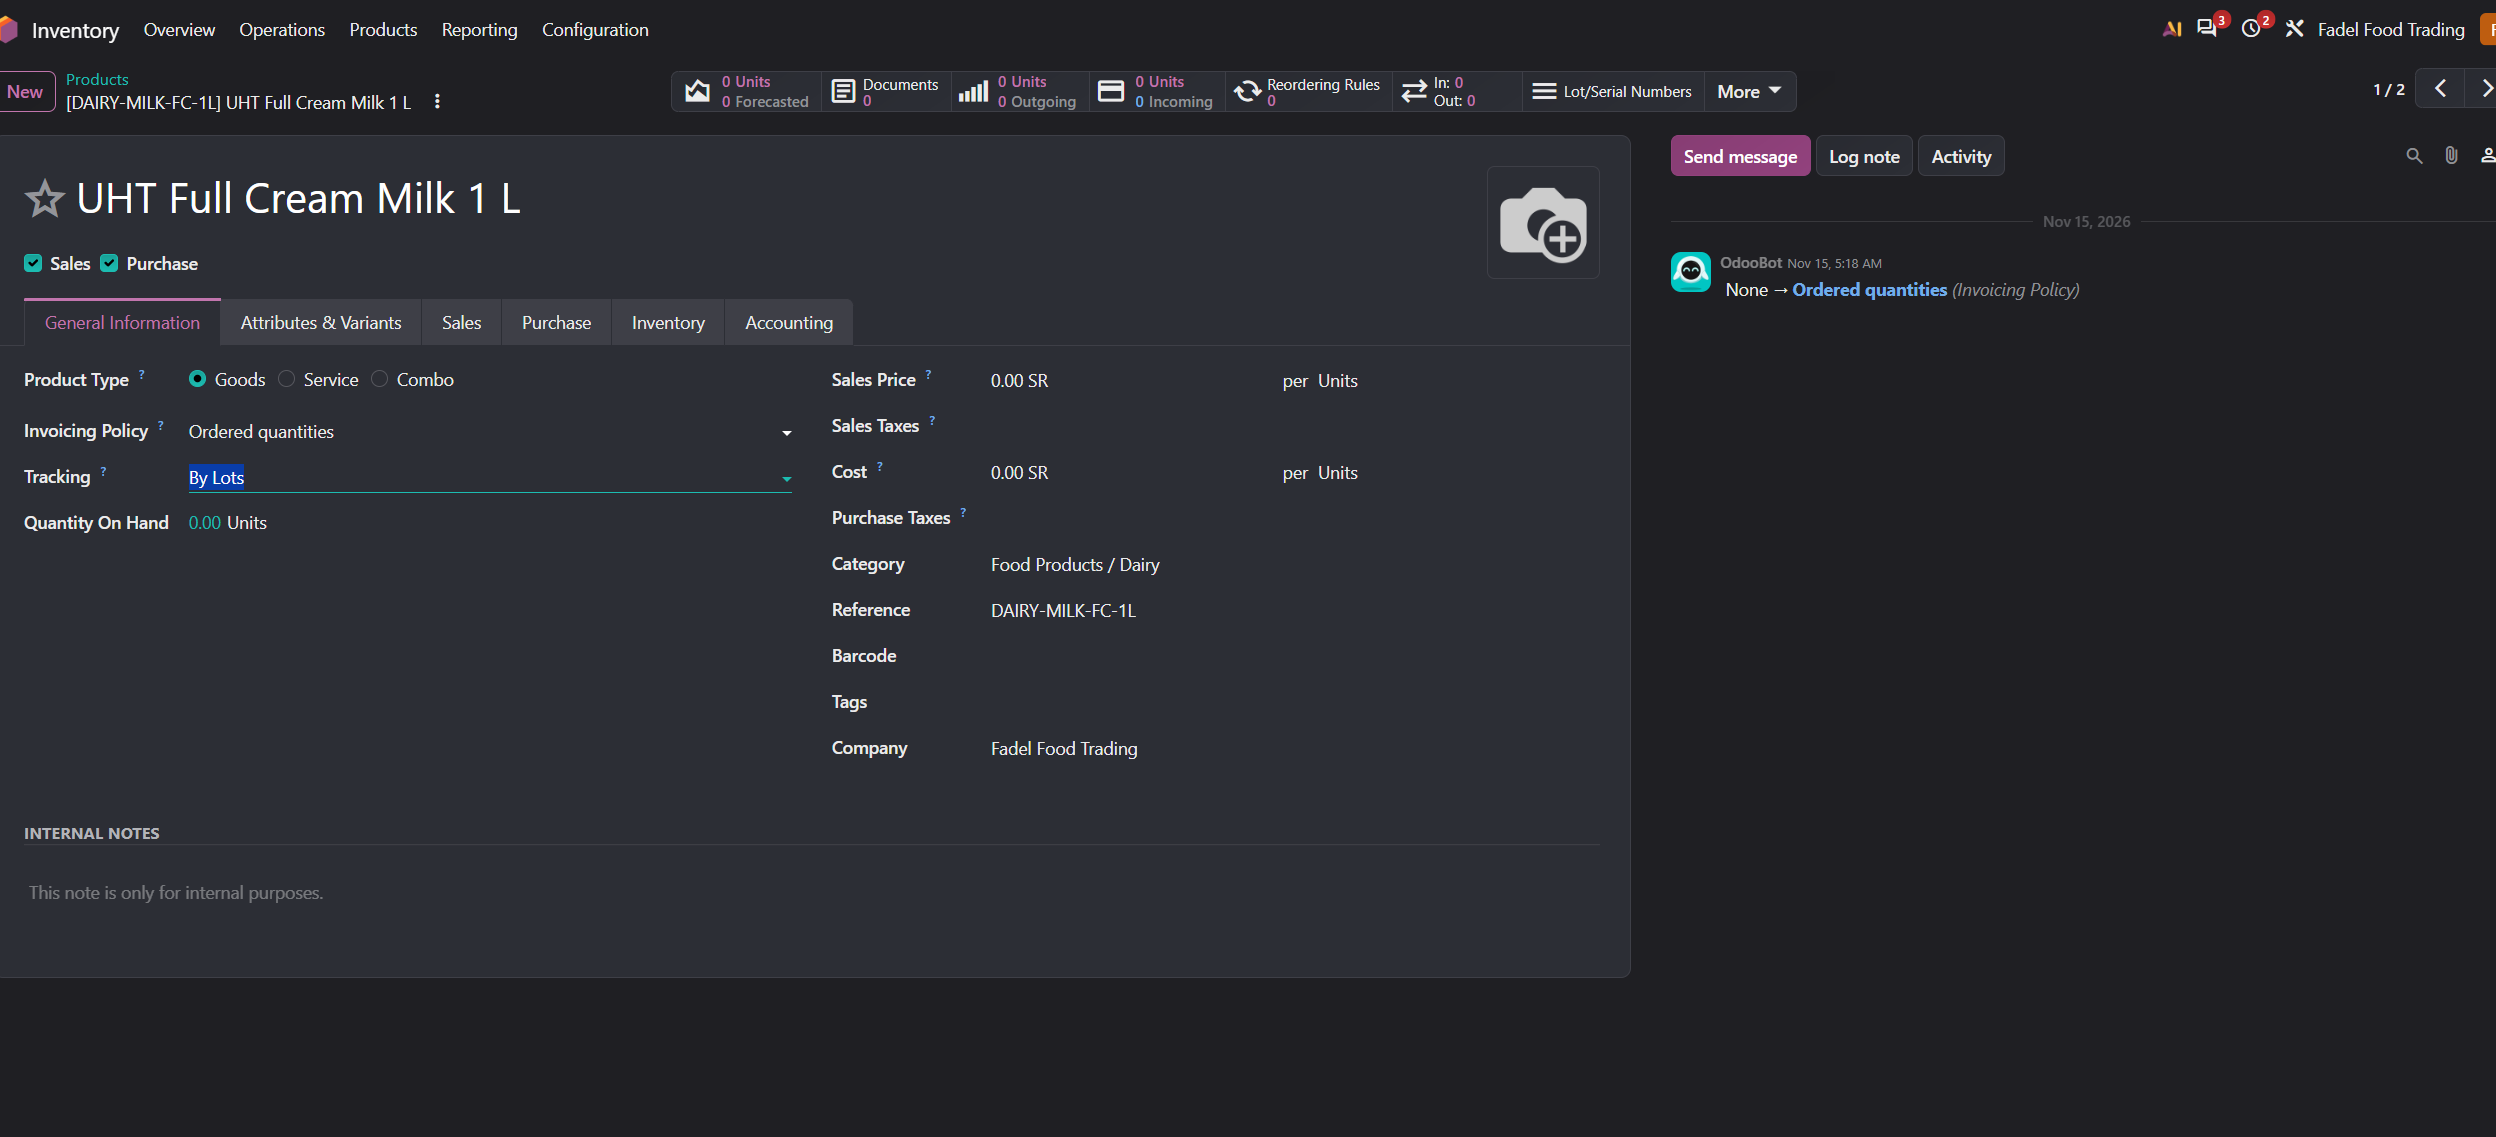 Inventory Overview Operations Products Reporting Configuration
AI 3 2 Fadel Food Trading
New Products
[DAIRY-MILK-FC-1L] UHT Full Cream Milk 1 L
0 Units
0 Forecasted
Documents
0
0 Units
0 Outgoing
0 Units
0 Incoming
Reordering Rules
0
In: 0
Out: 0
Lot/Serial Numbers
More
1 / 2
UHT Full Cream Milk 1 L
Sales Purchase
General Information Attributes & Variants Sales Purchase Inventory Accounting
Product Type ? Goods Service Combo
Invoicing Policy ? Ordered quantities
Tracking ? By Lots
Quantity On Hand 0.00 Units
Sales Price ? 0.00 SR per Units
Sales Taxes ?
Cost ? 0.00 SR per Units
Purchase Taxes ?
Category Food Products / Dairy
Reference DAIRY-MILK-FC-1L
Barcode
Tags
Company Fadel Food Trading
INTERNAL NOTES
This note is only for internal purposes.
Send message Log note Activity
Nov 15, 2026
OdooBot Nov 15, 5:18 AM
None → Ordered quantities (Invoicing Policy)